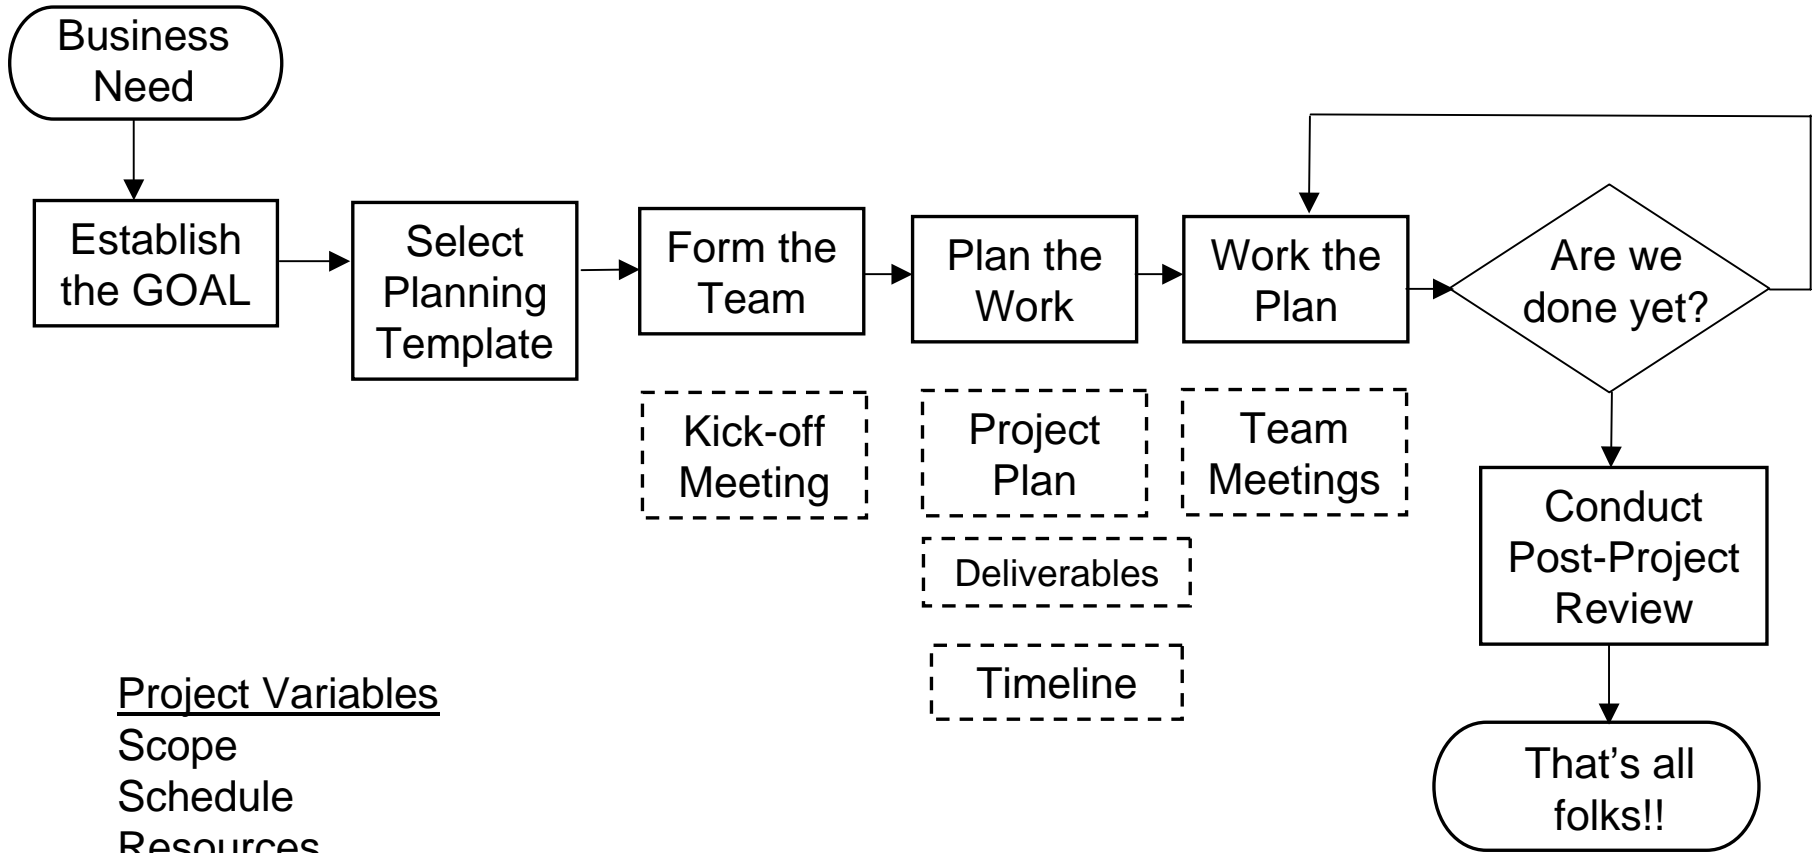 Business
Need
Establish
the GOAL
Select
Planning
Template
Form the
Team
Plan the
Work
Work the
Plan
Are we
done yet?
Kick-off
Meeting
Project
Plan
Team
Meetings
Deliverables
Timeline
Conduct
Post-Project
Review
That’s all
folks!!
Project Variables
Scope
Schedule
Resources